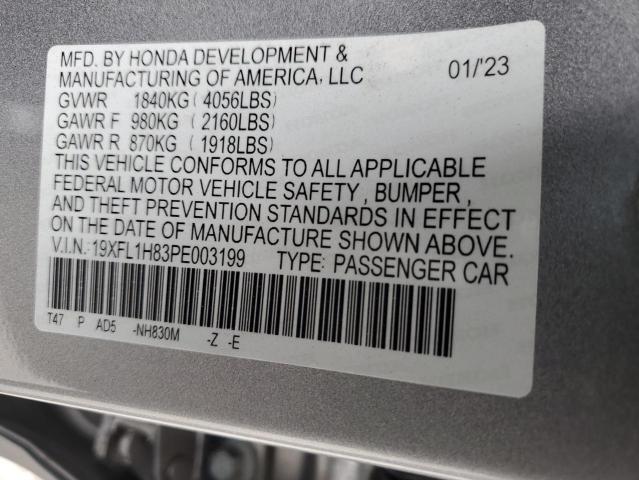 MFD. BY HONDA DEVELOPMENT &
MANUFACTURING OF AMERICA, LLC 01/'23
GVWR 1840KG ( 4056LBS)
GAWR F 980KG ( 2160LBS)
GAWR R 870KG ( 1918LBS)
THIS VEHICLE CONFORMS TO ALL APPLICABLE
FEDERAL MOTOR VEHICLE SAFETY , BUMPER ,
AND THEFT PREVENTION STANDARDS IN EFFECT
ON THE DATE OF MANUFACTURE SHOWN ABOVE.
V.I.N.:19XFL1H83PE003199 TYPE: PASSENGER CAR
T47 P AD5 -NH830M -Z -E